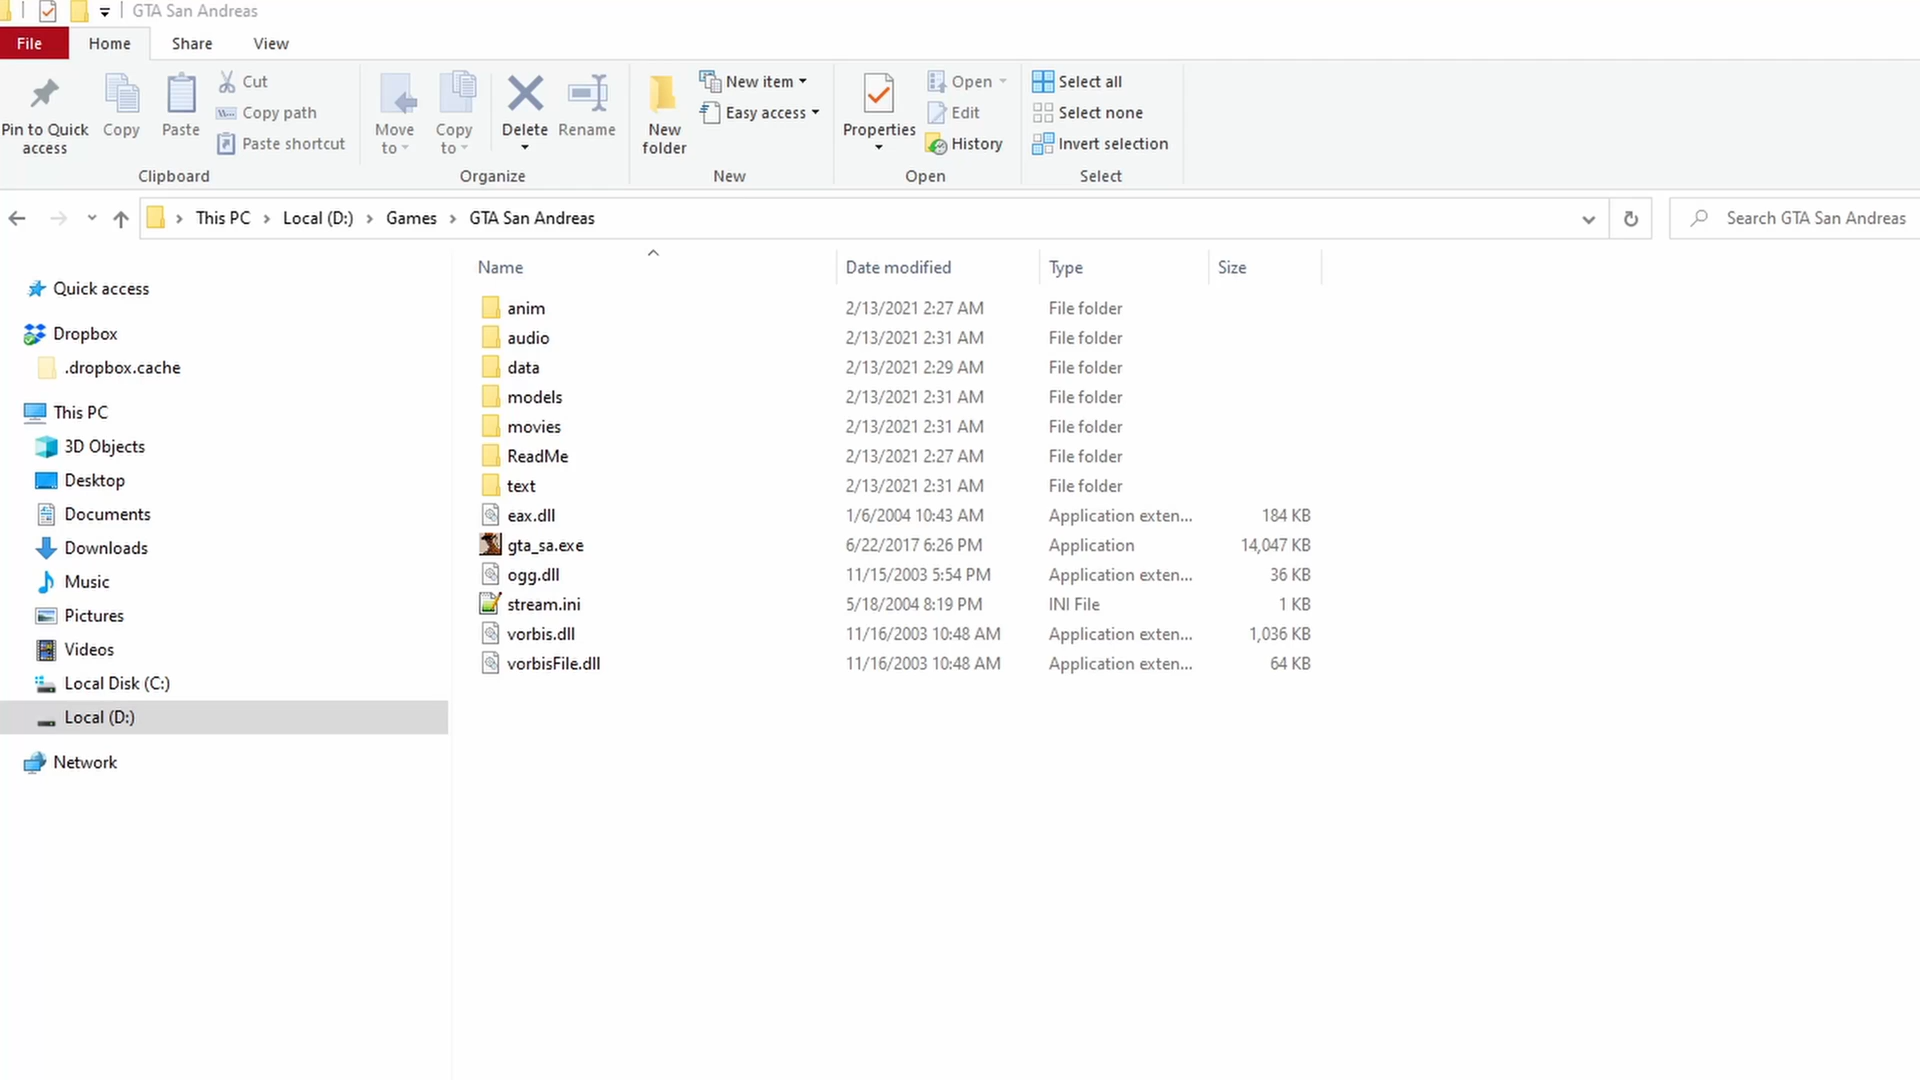 GTA San Andreas
File Home Share View
Pin to Quick access
Copy
Paste
Cut
Copy path
Paste shortcut
Clipboard
Move to
Copy to
Delete
Rename
Organize
New folder
New item
Easy access
New
Properties
Open
Edit
History
Open
Select all
Select none
Invert selection
Select
This PC › Local (D:) › Games › GTA San Andreas
Search GTA San Andreas
Quick access
Dropbox
.dropbox.cache
This PC
3D Objects
Desktop
Documents
Downloads
Music
Pictures
Videos
Local Disk (C:)
Local (D:)
Network
Name Date modified Type Size
anim 2/13/2021 2:27 AM File folder
audio 2/13/2021 2:31 AM File folder
data 2/13/2021 2:29 AM File folder
models 2/13/2021 2:31 AM File folder
movies 2/13/2021 2:31 AM File folder
ReadMe 2/13/2021 2:27 AM File folder
text 2/13/2021 2:31 AM File folder
eax.dll 1/6/2004 10:43 AM Application exten... 184 KB
gta_sa.exe 6/22/2017 6:26 PM Application 14,047 KB
ogg.dll 11/15/2003 5:54 PM Application exten... 36 KB
stream.ini 5/18/2004 8:19 PM INI File 1 KB
vorbis.dll 11/16/2003 10:48 AM Application exten... 1,036 KB
vorbisFile.dll 11/16/2003 10:48 AM Application exten... 64 KB